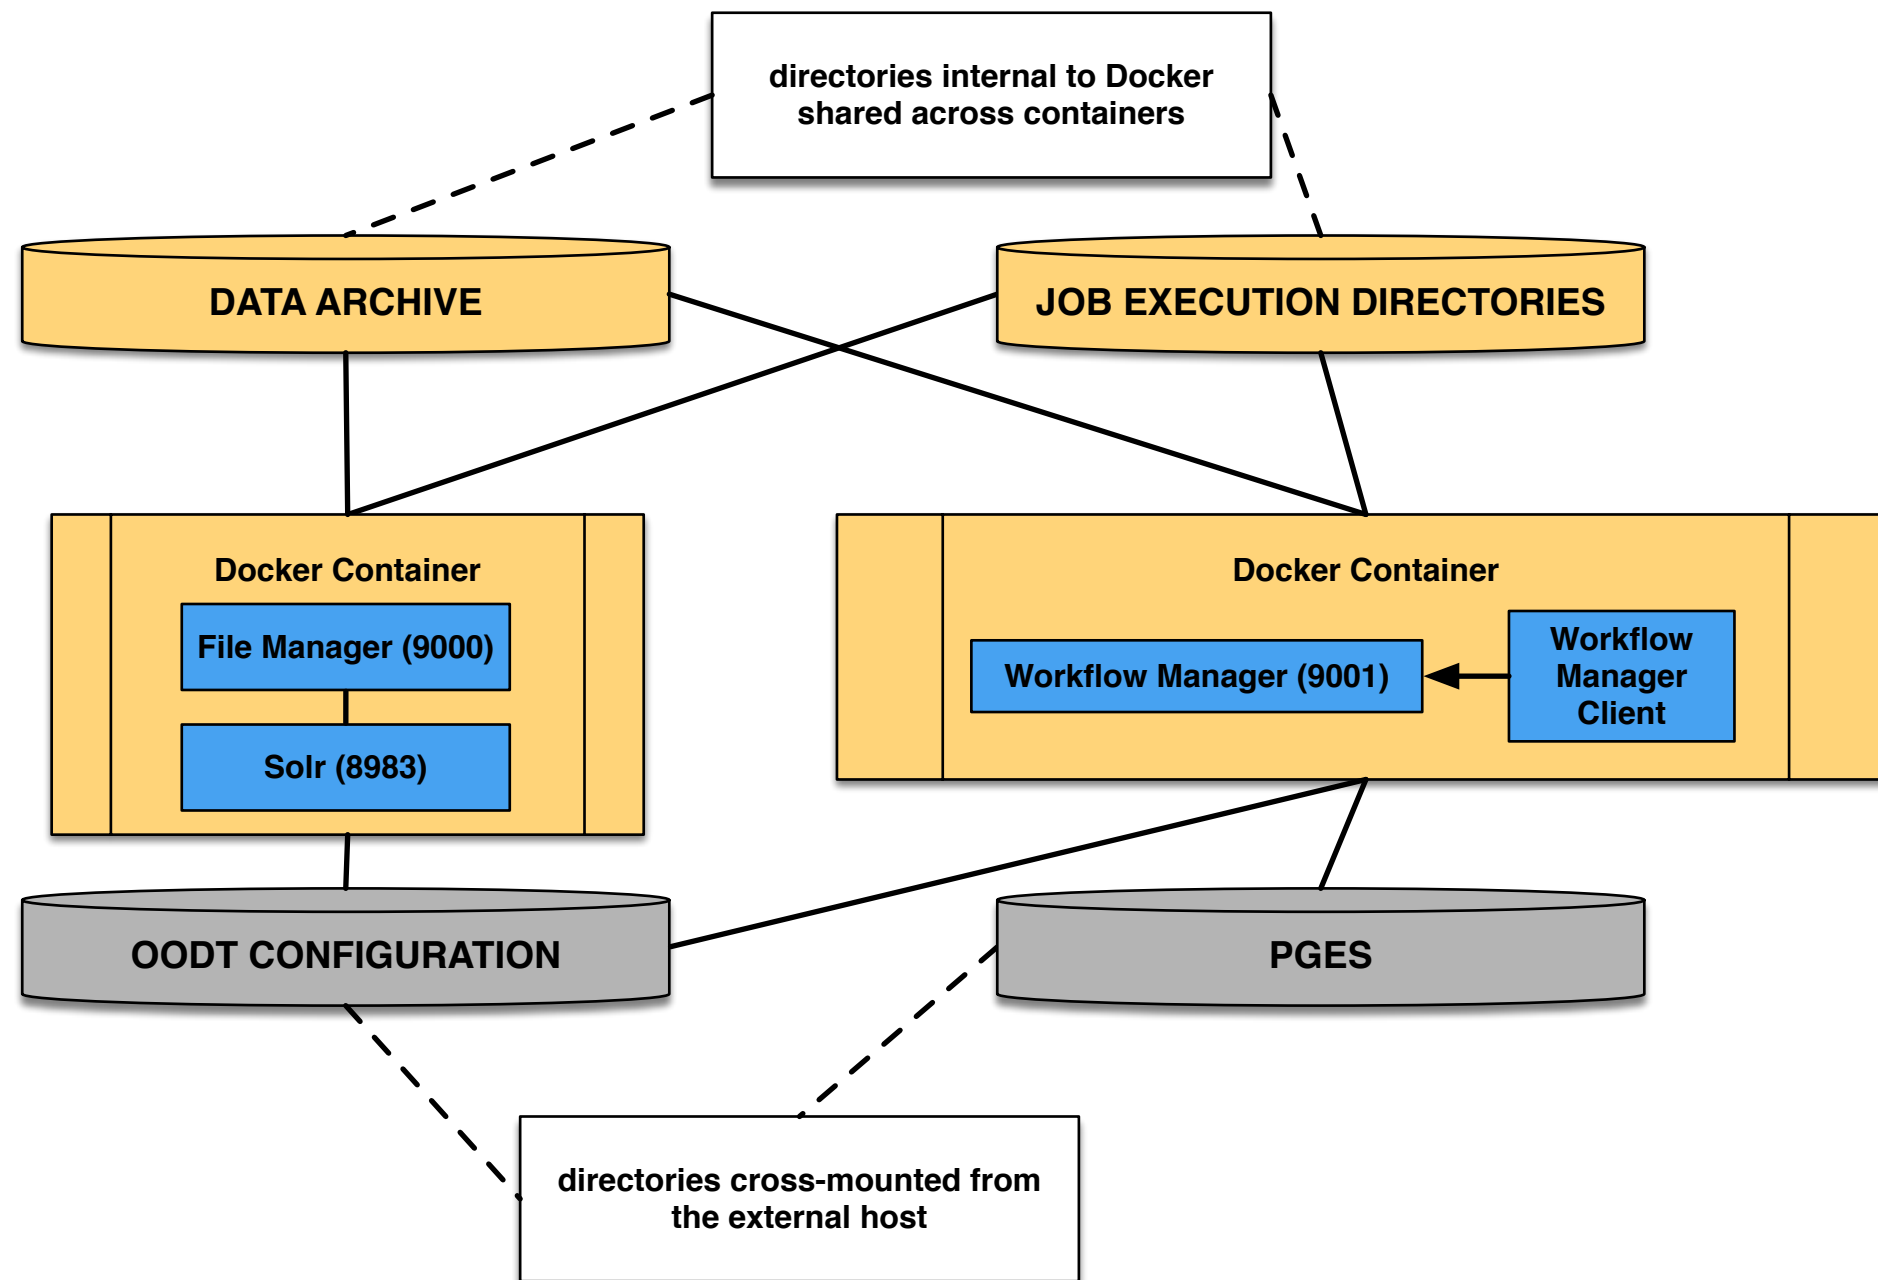 directories internal to Docker
shared across containers
DATA ARCHIVE
JOB EXECUTION DIRECTORIES
Docker Container
File Manager (9000)
Solr (8983)
Docker Container
Workflow Manager (9001)
Workflow
Manager
Client
OODT CONFIGURATION
PGES
directories cross-mounted from
the external host